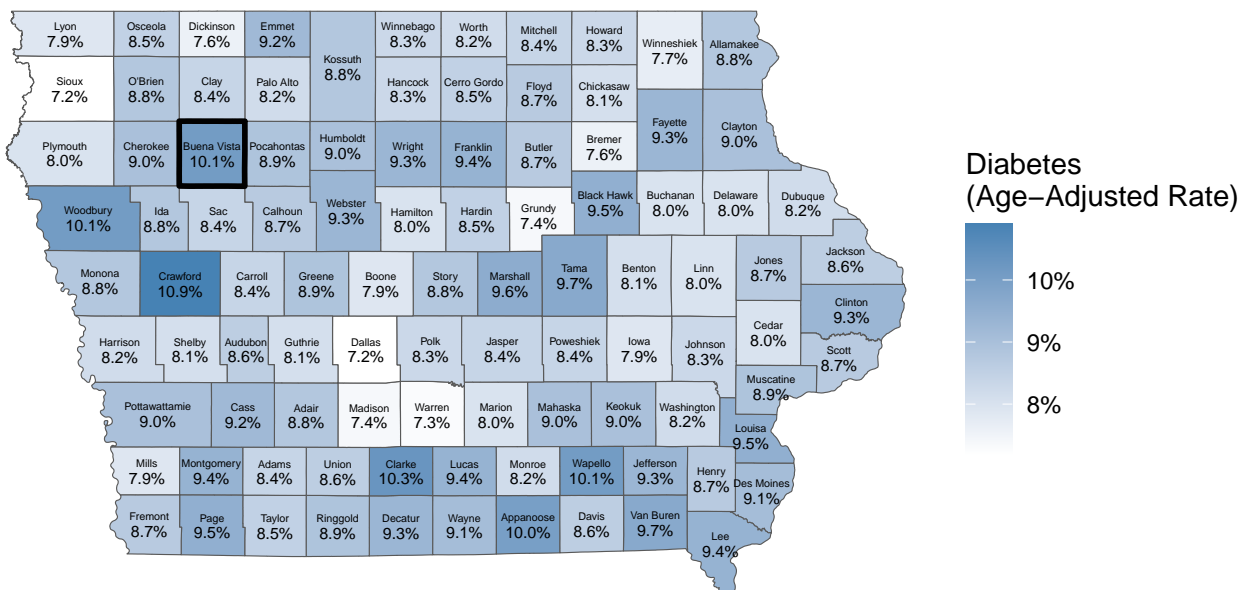 Lyon
7.9%
Osceola
8.5%
Dickinson
7.6%
Emmet
9.2%
Kossuth
8.8%
Winnebago
8.3%
Worth
8.2%
Mitchell
8.4%
Howard
8.3%
Winneshiek
7.7%
Allamakee
8.8%
Sioux
7.2%
O'Brien
8.8%
Clay
8.4%
Palo Alto
8.2%
Hancock
8.3%
Cerro Gordo
8.5%
Floyd
8.7%
Chickasaw
8.1%
Plymouth
8.0%
Cherokee
9.0%
Buena Vista
10.1%
Pocahontas
8.9%
Humboldt
9.0%
Wright
9.3%
Franklin
9.4%
Butler
8.7%
Bremer
7.6%
Fayette
9.3%
Clayton
9.0%
Woodbury
10.1%
Ida
8.8%
Sac
8.4%
Calhoun
8.7%
Webster
9.3%
Hamilton
8.0%
Hardin
8.5%
Grundy
7.4%
Black Hawk
9.5%
Buchanan
8.0%
Delaware
8.0%
Dubuque
8.2%
Monona
8.8%
Crawford
10.9%
Carroll
8.4%
Greene
8.9%
Boone
7.9%
Story
8.8%
Marshall
9.6%
Tama
9.7%
Benton
8.1%
Linn
8.0%
Jones
8.7%
Jackson
8.6%
Clinton
9.3%
Harrison
8.2%
Shelby
8.1%
Audubon
8.6%
Guthrie
8.1%
Dallas
7.2%
Polk
8.3%
Jasper
8.4%
Poweshiek
8.4%
Iowa
7.9%
Johnson
8.3%
Cedar
8.0%
Scott
8.7%
Muscatine
8.9%
Pottawattamie
9.0%
Cass
9.2%
Adair
8.8%
Madison
7.4%
Warren
7.3%
Marion
8.0%
Mahaska
9.0%
Keokuk
9.0%
Washington
8.2%
Louisa
9.5%
Mills
7.9%
Montgomery
9.4%
Adams
8.4%
Union
8.6%
Clarke
10.3%
Lucas
9.4%
Monroe
8.2%
Wapello
10.1%
Jefferson
9.3%
Henry
8.7%
Des Moines
9.1%
Fremont
8.7%
Page
9.5%
Taylor
8.5%
Ringgold
8.9%
Decatur
9.3%
Wayne
9.1%
Appanoose
10.0%
Davis
8.6%
Van Buren
9.7%
Lee
9.4%
Diabetes
(Age−Adjusted Rate)
10%
9%
8%